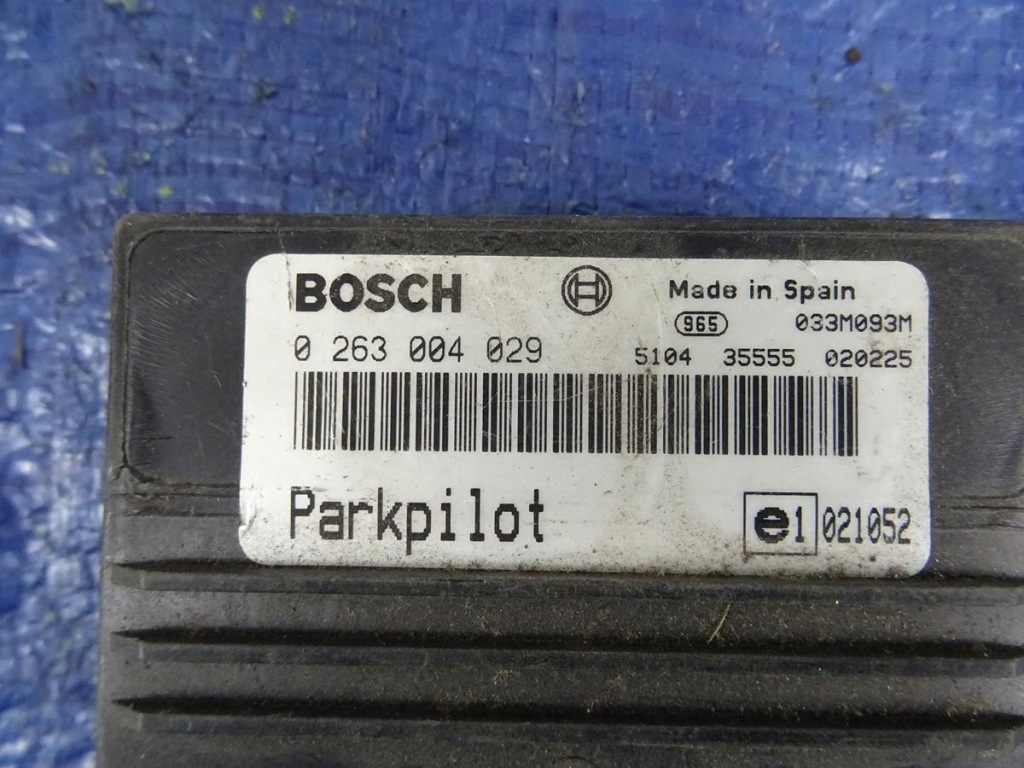 BOSCH
Made in Spain
965 033M093M
0 263 004 029
5104 35555 020225
Parkpilot
e1 021052